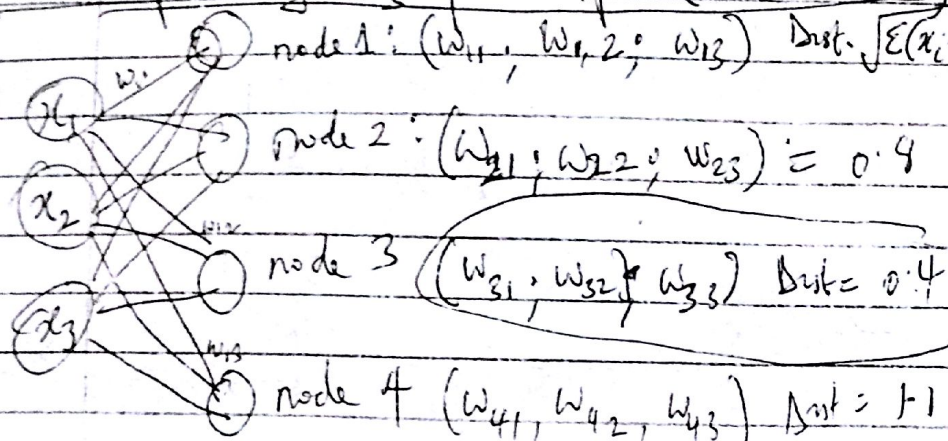 node 1 : (W11 ; W1,2 ; W13) Dist. √Σ(xi
x1
node 2 : (W21 ; W22 ; W23) = 0.8
x2
node 3 (W31 ; W32 ; W33) Dist = 0.4
x3
node 4 (W41, W42, W43) Dist = 1.1